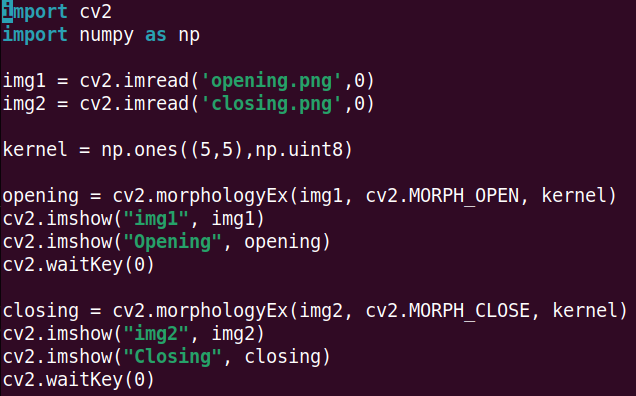 import cv2
import numpy as np
img1 = cv2.imread('opening.png',0)
img2 = cv2.imread('closing.png',0)
kernel = np.ones((5,5),np.uint8)
opening = cv2.morphologyEx(img1, cv2.MORPH_OPEN, kernel)
cv2.imshow("img1", img1)
cv2.imshow("Opening", opening)
cv2.waitKey(0)
closing = cv2.morphologyEx(img2, cv2.MORPH_CLOSE, kernel)
cv2.imshow("img2", img2)
cv2.imshow("Closing", closing)
cv2.waitKey(0)